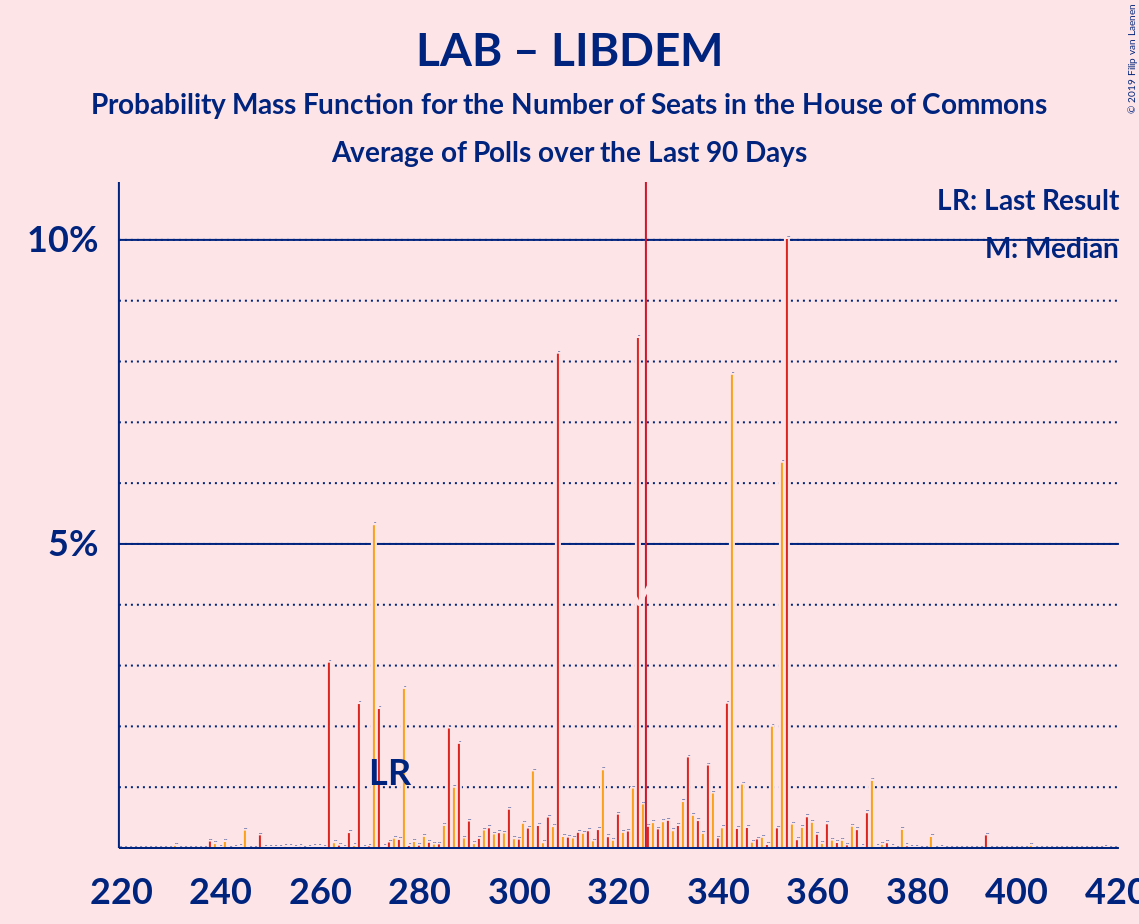 LAB – LIBDEM
Probability Mass Function for the Number of Seats in the House of Commons
Average of Polls over the Last 90 Days
© 2019 Filip van Laenen
LR: Last Result
M: Median
10%
5%
LR
220 240 260 280 300 320 340 360 380 400 420